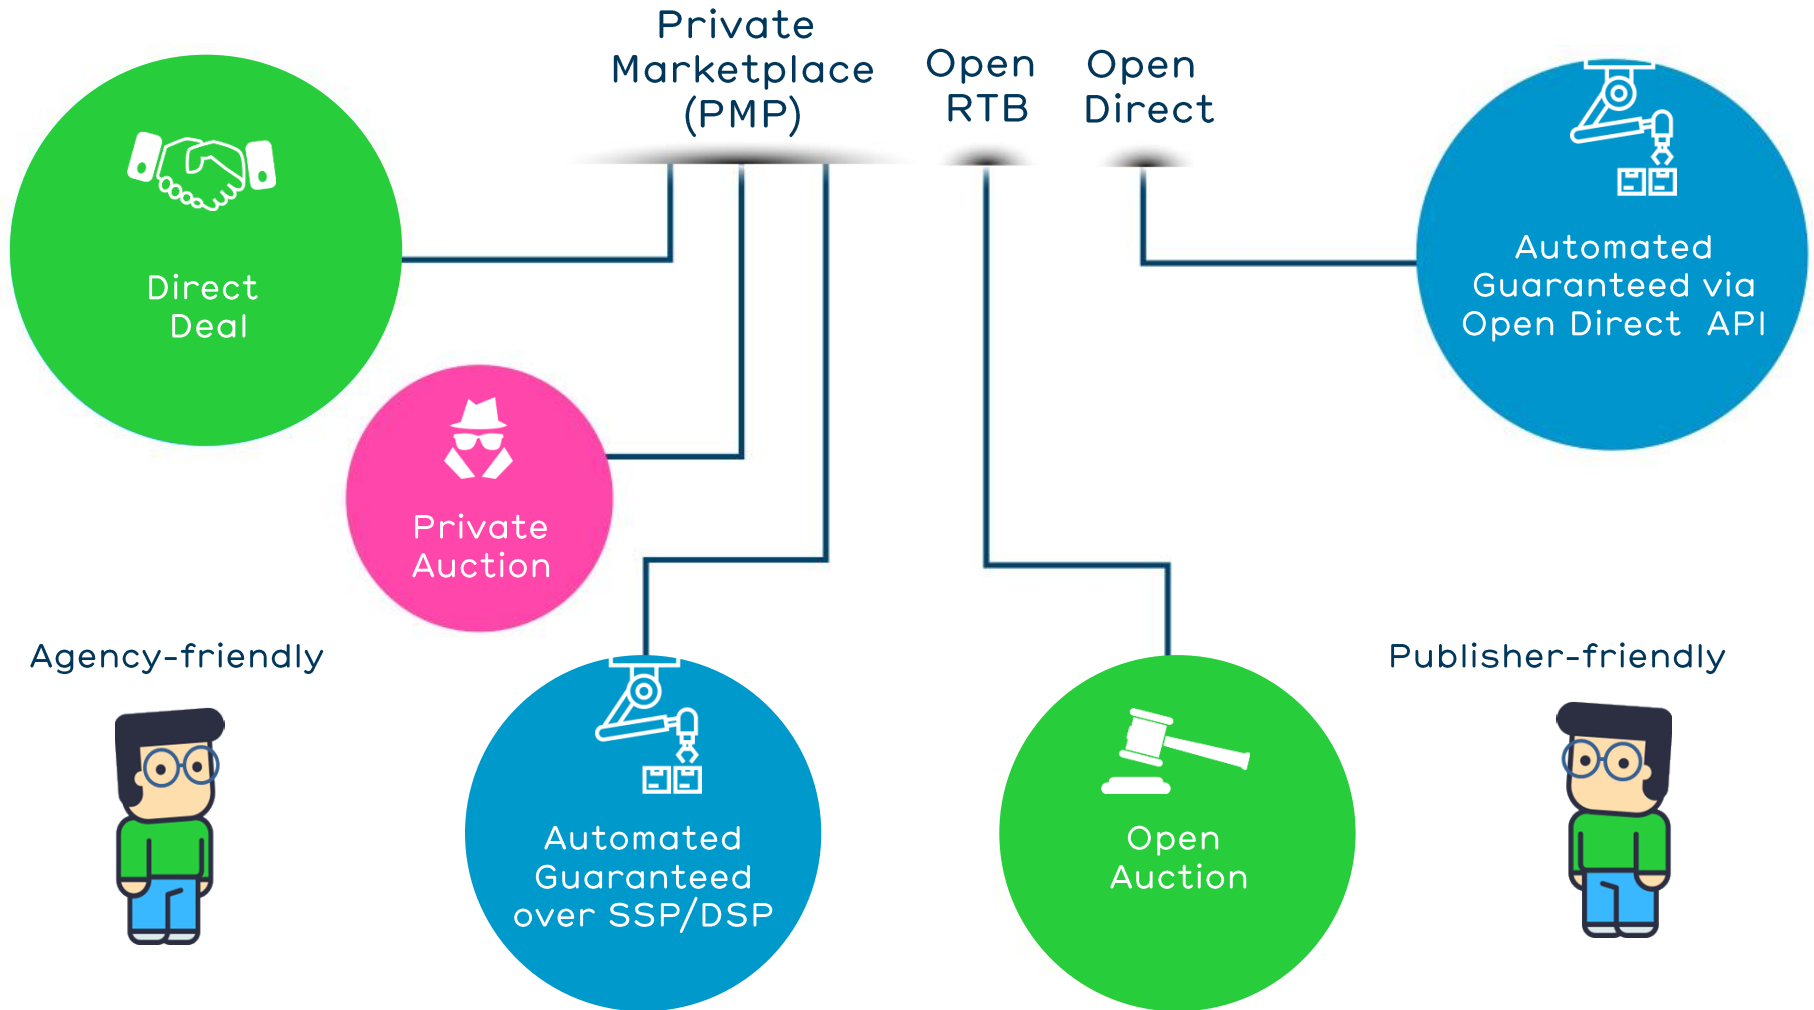 Private
Marketplace
(PMP)
Open
RTB
Open
Direct
Direct
Deal
Automated
Guaranteed via
Open Direct API
Private
Auction
Agency-friendly
Publisher-friendly
Automated
Guaranteed
over SSP/DSP
Open
Auction